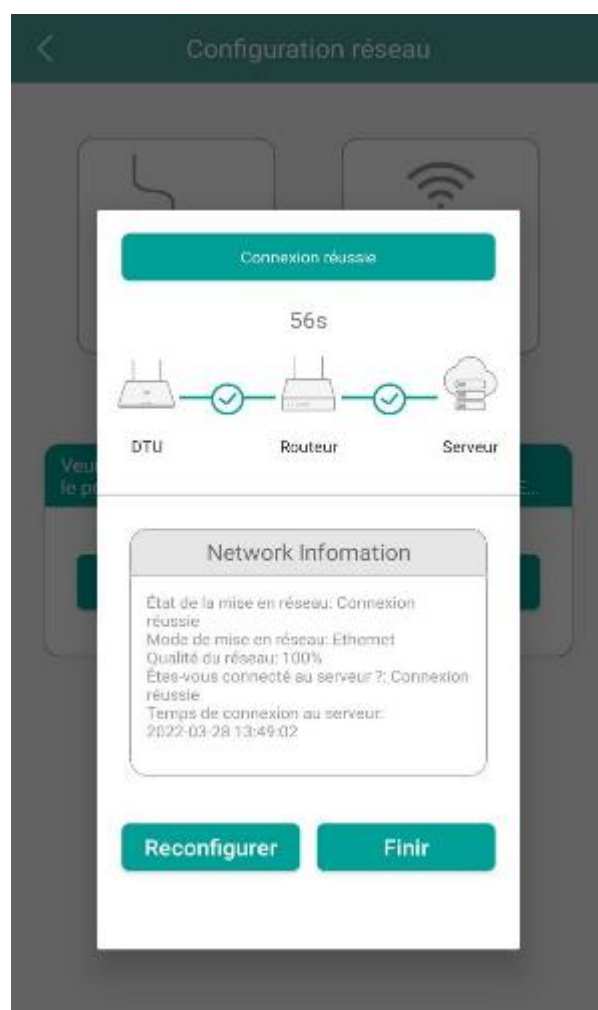 Configuration réseau
Connexion réussie
56s
DTU
Routeur
Serveur
Veu
le p
E...
Network Infomation
État de la mise en réseau: Connexion
réussie
Mode de mise en réseau: Ethernet
Qualité du réseau: 100%
Êtes-vous connecté au serveur ?: Connexion
réussie
Temps de connexion au serveur:
2022-03-28 13:49:02
Reconfigurer
Finir